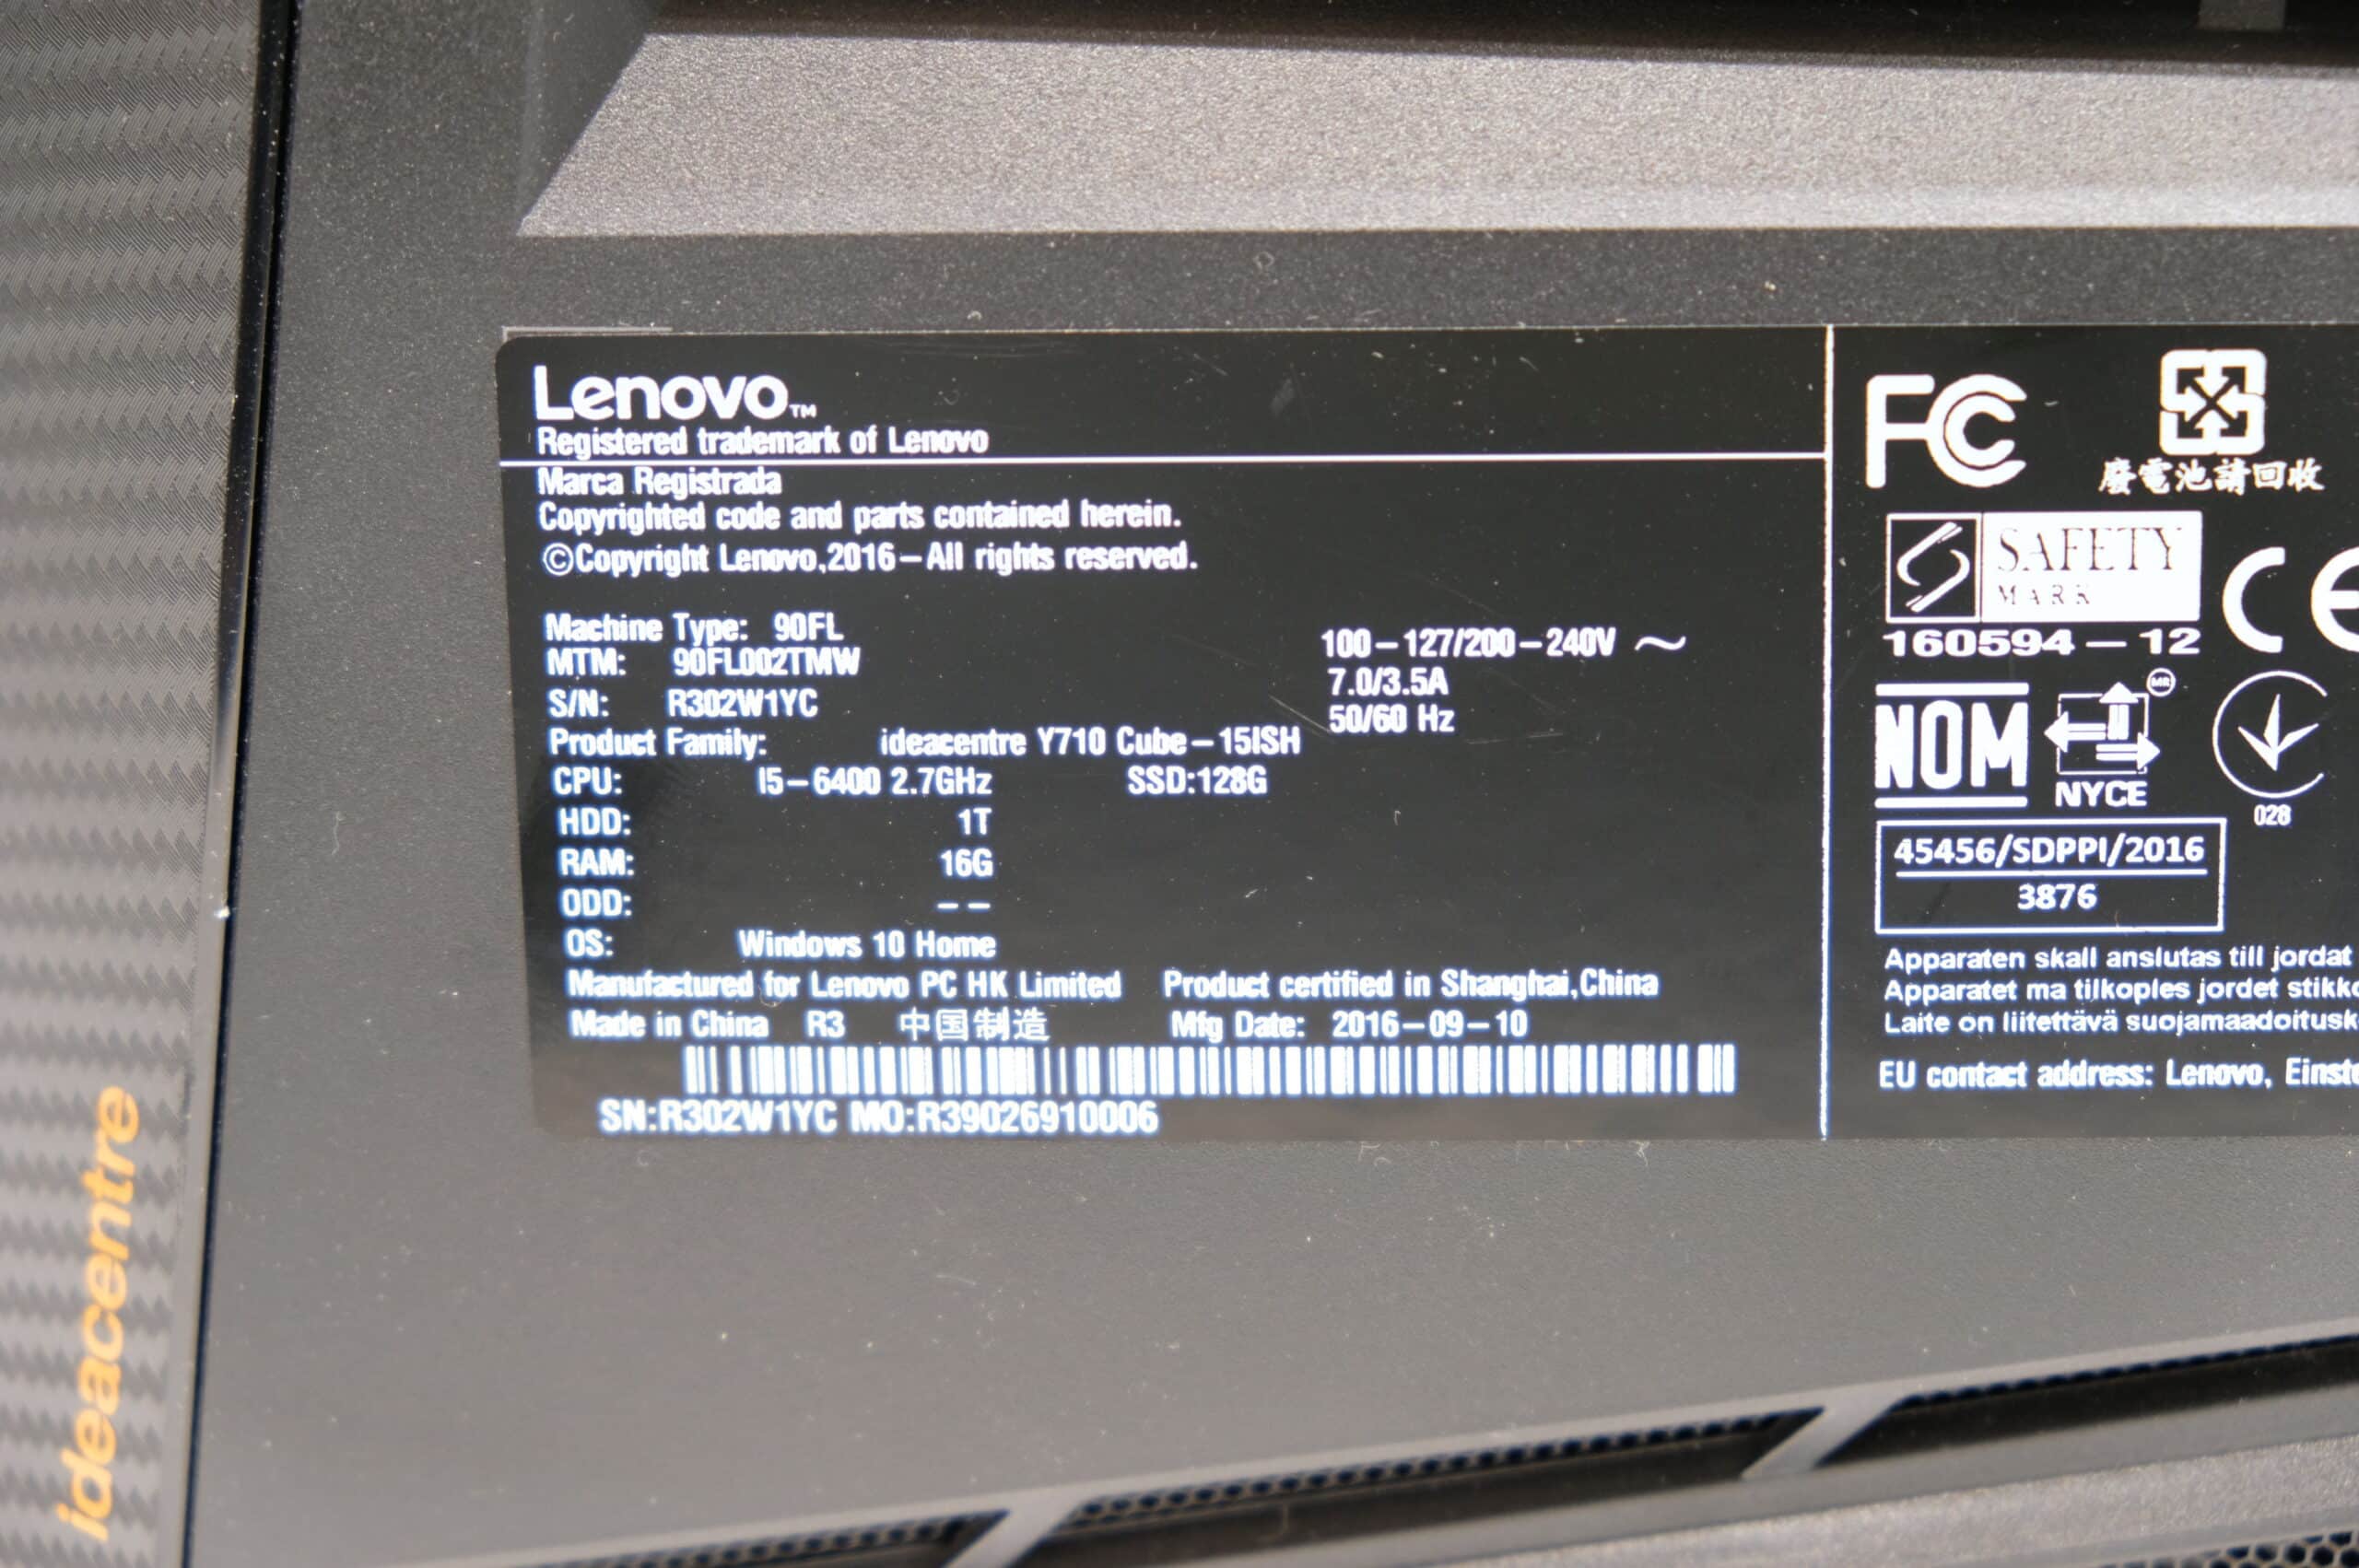 Lenovo™
Registered trademark of Lenovo
Marca Registrada
Copyrighted code and parts contained herein.
©Copyright Lenovo,2016–All rights reserved.
Machine Type: 90FL
MTM: 90FL002TMW
S/N: R302W1YC
100–127/200–240V ~
7.0/3.5A
50/60 Hz
Product Family: ideacentre Y710 Cube–15ISH
CPU: I5–6400 2.7GHz SSD:128G
HDD: 1T
RAM: 16G
ODD: – –
OS: Windows 10 Home
Manufactured for Lenovo PC HK Limited Product certified in Shanghai,China
Made in China R3 中国制造 Mfg Date: 2016–09–10
SN:R302W1YC MO:R39026910006
FC
廢電池請回收
SAFETY
MARK
CE
160594–12
NOM
MR
NYCE
028
45456/SDPPI/2016
3876
Apparaten skall anslutas till jordat
Apparatet ma tilkoples jordet
Laite on liitettävä
EU contact address: Lenovo,
ideacentre